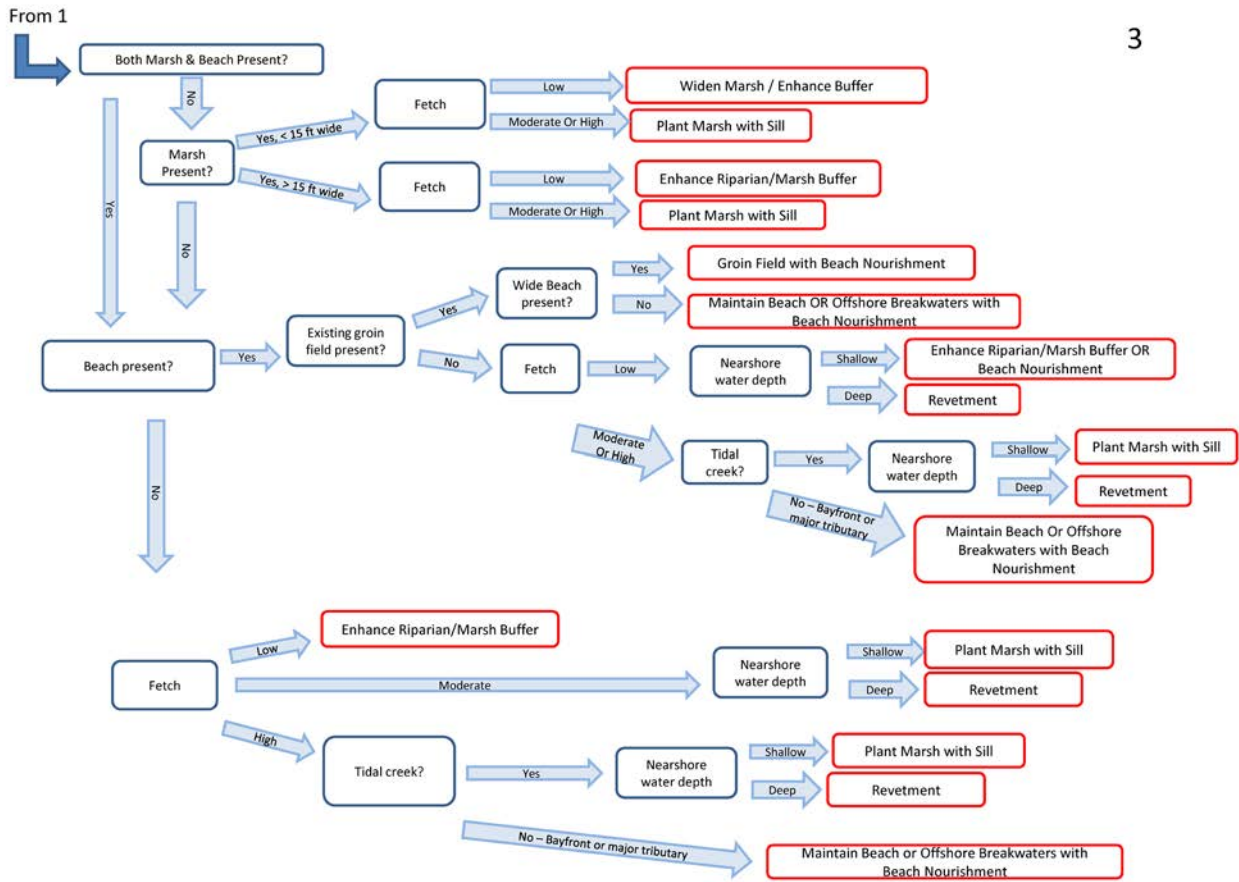 From 1
3
Both Marsh & Beach Present?
No
Yes
Marsh
Present?
Yes, < 15 ft wide
Fetch
Low
Widen Marsh / Enhance Buffer
Moderate Or High
Plant Marsh with Sill
Yes, > 15 ft wide
Fetch
Low
Enhance Riparian/Marsh Buffer
Moderate Or High
Plant Marsh with Sill
No
Beach present?
Yes
Existing groin
field present?
Yes
Wide Beach
present?
Yes
Groin Field with Beach Nourishment
No
Maintain Beach OR Offshore Breakwaters with
Beach Nourishment
No
Fetch
Low
Nearshore
water depth
Shallow
Enhance Riparian/Marsh Buffer OR
Beach Nourishment
Deep
Revetment
Moderate
Or High
Tidal
creek?
Yes
Nearshore
water depth
Shallow
Plant Marsh with Sill
Deep
Revetment
No – Bayfront or
major tributary
Maintain Beach Or Offshore
Breakwaters with Beach
Nourishment
No
Fetch
Low
Enhance Riparian/Marsh Buffer
Moderate
Nearshore
water depth
Shallow
Plant Marsh with Sill
Deep
Revetment
High
Tidal creek?
Yes
Nearshore
water depth
Shallow
Plant Marsh with Sill
Deep
Revetment
No – Bayfront or major tributary
Maintain Beach or Offshore Breakwaters with
Beach Nourishment